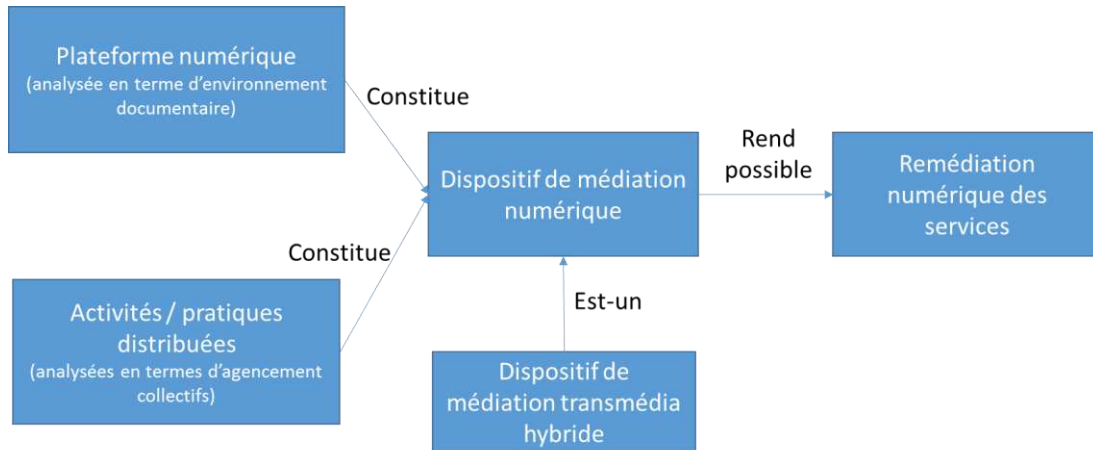 Plateforme numérique
(analysée en terme d'environnement
documentaire)
Constitue
Dispositif de médiation
numérique
Rend
possible
Remédiation
numérique des
services
Constitue
Activités / pratiques
distribuées
(analysées en termes d'agencement
collectifs)
Est-un
Dispositif de
médiation transmédia
hybride